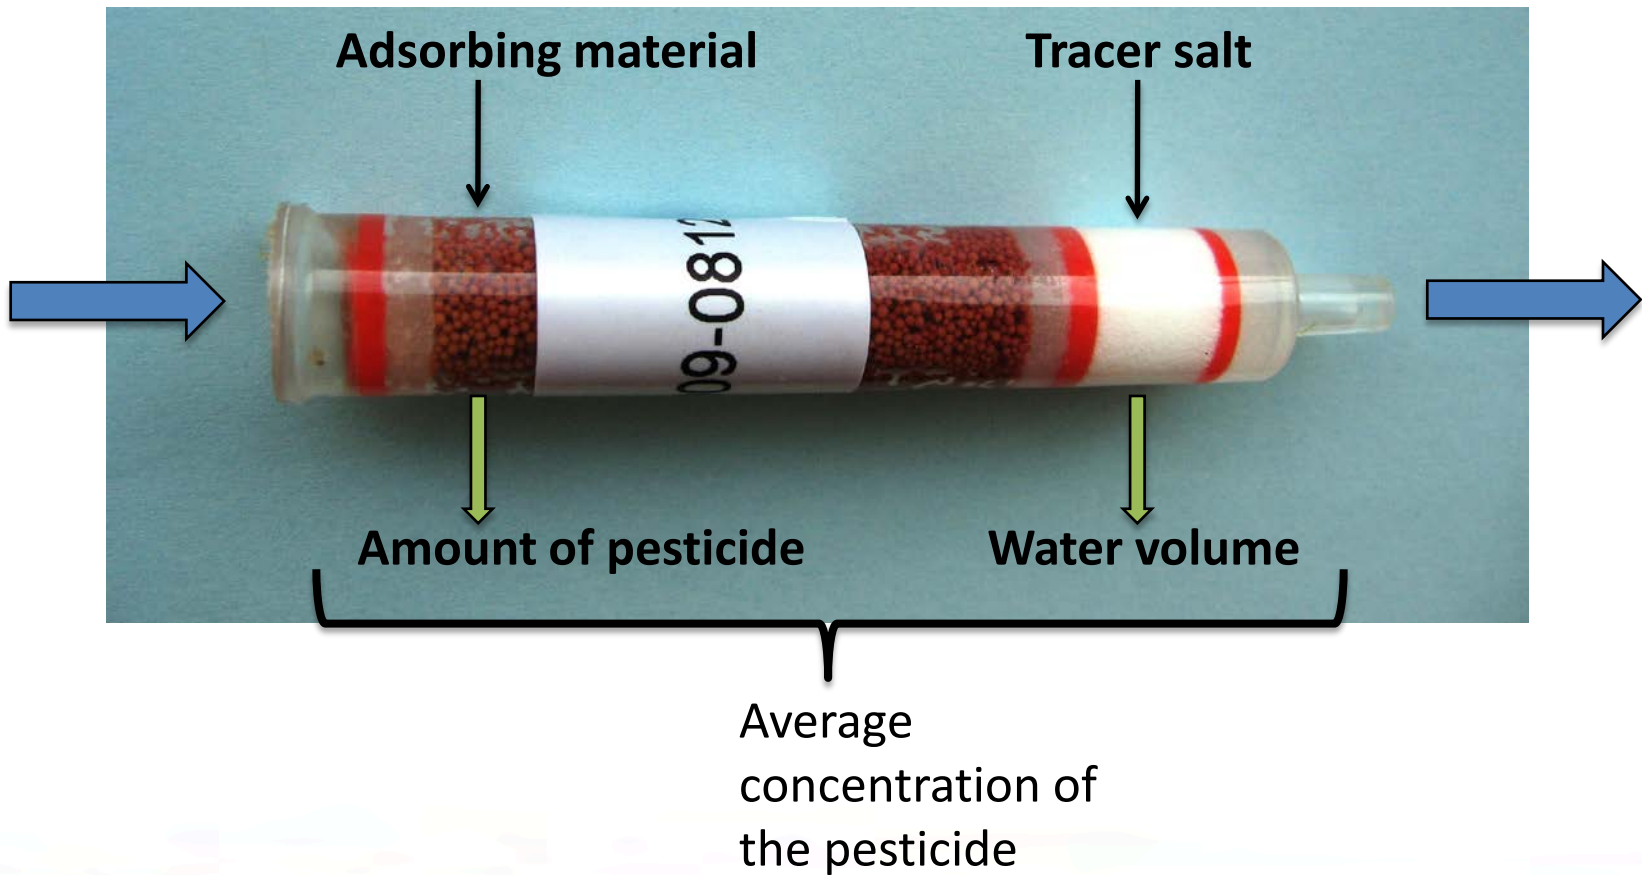 Adsorbing material
Tracer salt
09-0812
Amount of pesticide
Water volume
Average
concentration of
the pesticide